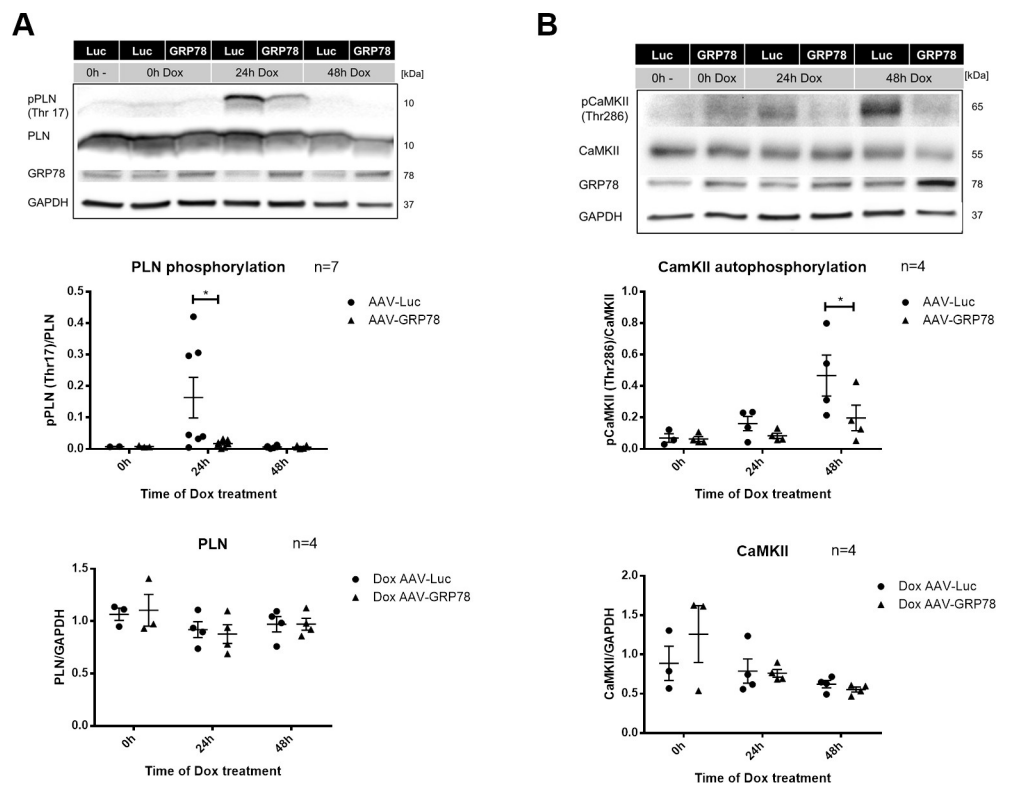 A
Luc Luc GRP78 Luc GRP78 Luc GRP78
0h - 0h Dox 24h Dox 48h Dox [kDa]
pPLN
(Thr 17)
10
PLN
10
GRP78 78
GAPDH 37
PLN phosphorylation n=7
pPLN (Thr17)/PLN
0.5
0.4
0.3
0.2
0.1
0.0
*
AAV-Luc
AAV-GRP78
0h 24h 48h
Time of Dox treatment
PLN n=4
PLN/GAPDH
1.5
1.0
0.5
0.0
Dox AAV-Luc
Dox AAV-GRP78
0h 24h 48h
Time of Dox treatment
B
Luc GRP78 Luc GRP78 Luc GRP78
0h - 0h Dox 24h Dox 48h Dox [kDa]
pCaMKII
(Thr286)
65
CaMKII 55
GRP78 78
GAPDH 37
CamKII autophosphorylation n=4
pCaMKII (Thr286)/CaMKII
1.0
0.8
0.6
0.4
0.2
0.0
*
AAV-Luc
AAV-GRP78
0h 24h 48h
Time of Dox treatment
CaMKII n=4
CaMKII/GAPDH
2.0
1.5
1.0
0.5
0.0
Dox AAV-Luc
Dox AAV-GRP78
0h 24h 48h
Time of Dox treatment